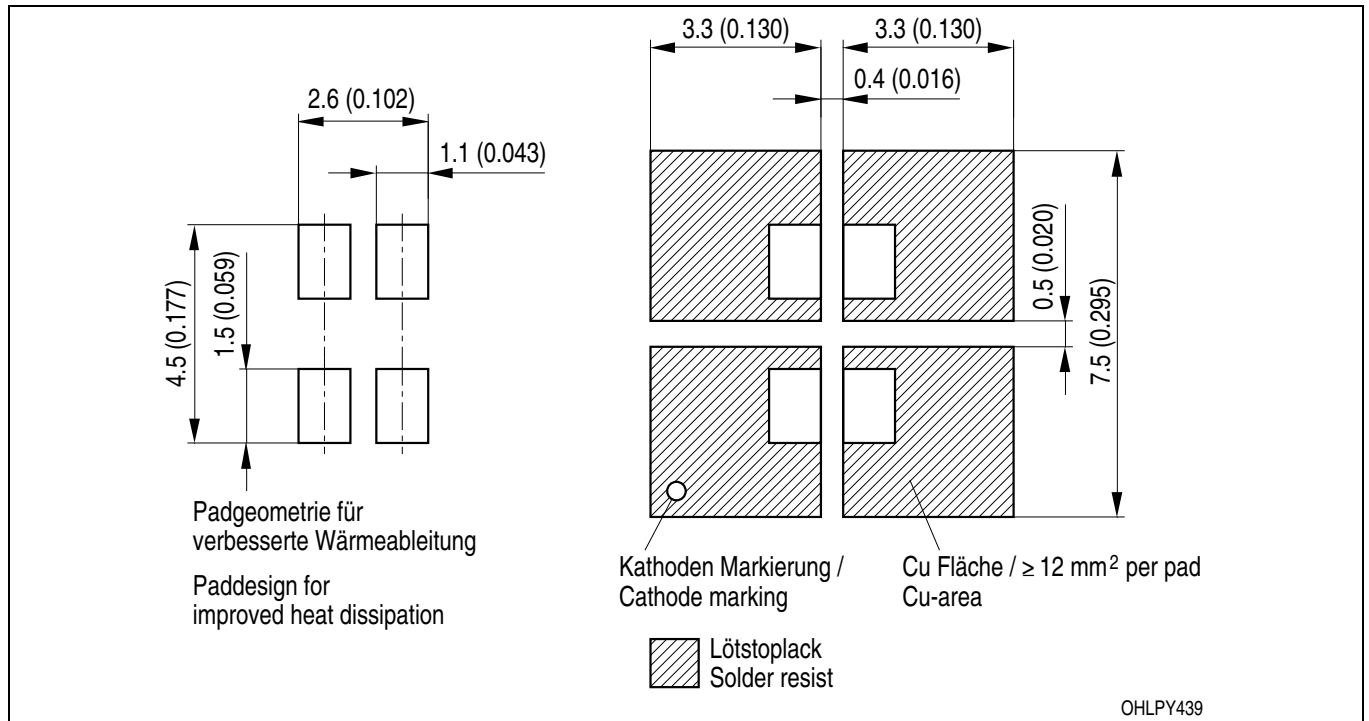 3.3 (0.130)
3.3 (0.130)
0.4 (0.016)
2.6 (0.102)
1.1 (0.043)
4.5 (0.177)
1.5 (0.059)
0.5 (0.020)
7.5 (0.295)
Padgeometrie für
verbesserte Wärmeableitung
Paddesign for
improved heat dissipation
Kathoden Markierung /
Cathode marking
Cu Fläche / ≥ 12 mm² per pad
Cu-area
Lötstoplack
Solder resist
OHLPY439